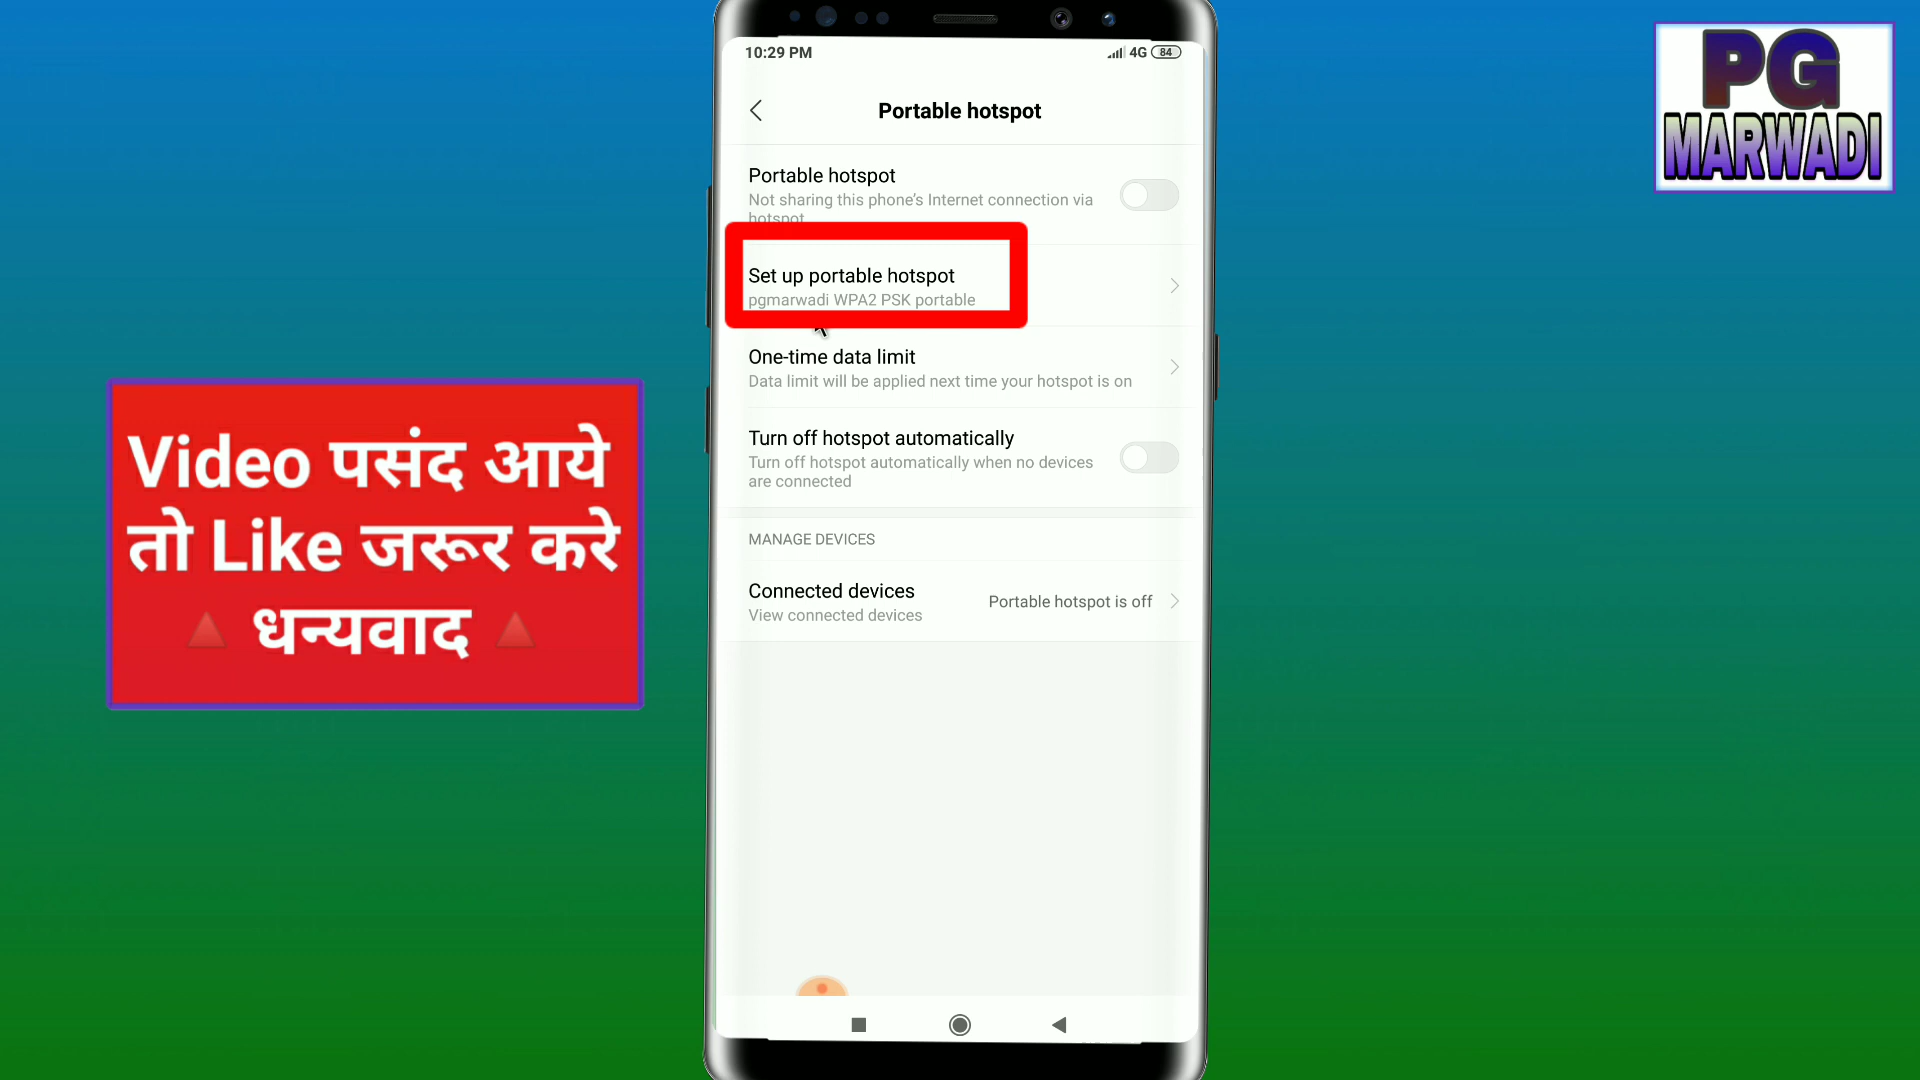 PG
MARWADI
10:29 PM
4G 84
Portable hotspot
Portable hotspot
Not sharing this phone's Internet connection via
hotspot
Set up portable hotspot
pgmarwadi WPA2 PSK portable
One-time data limit
Data limit will be applied next time your hotspot is on
Turn off hotspot automatically
Turn off hotspot automatically when no devices
are connected
MANAGE DEVICES
Connected devices
Portable hotspot is off
View connected devices
Video पसंद आये
तो Like जरूर करे
धन्यवाद